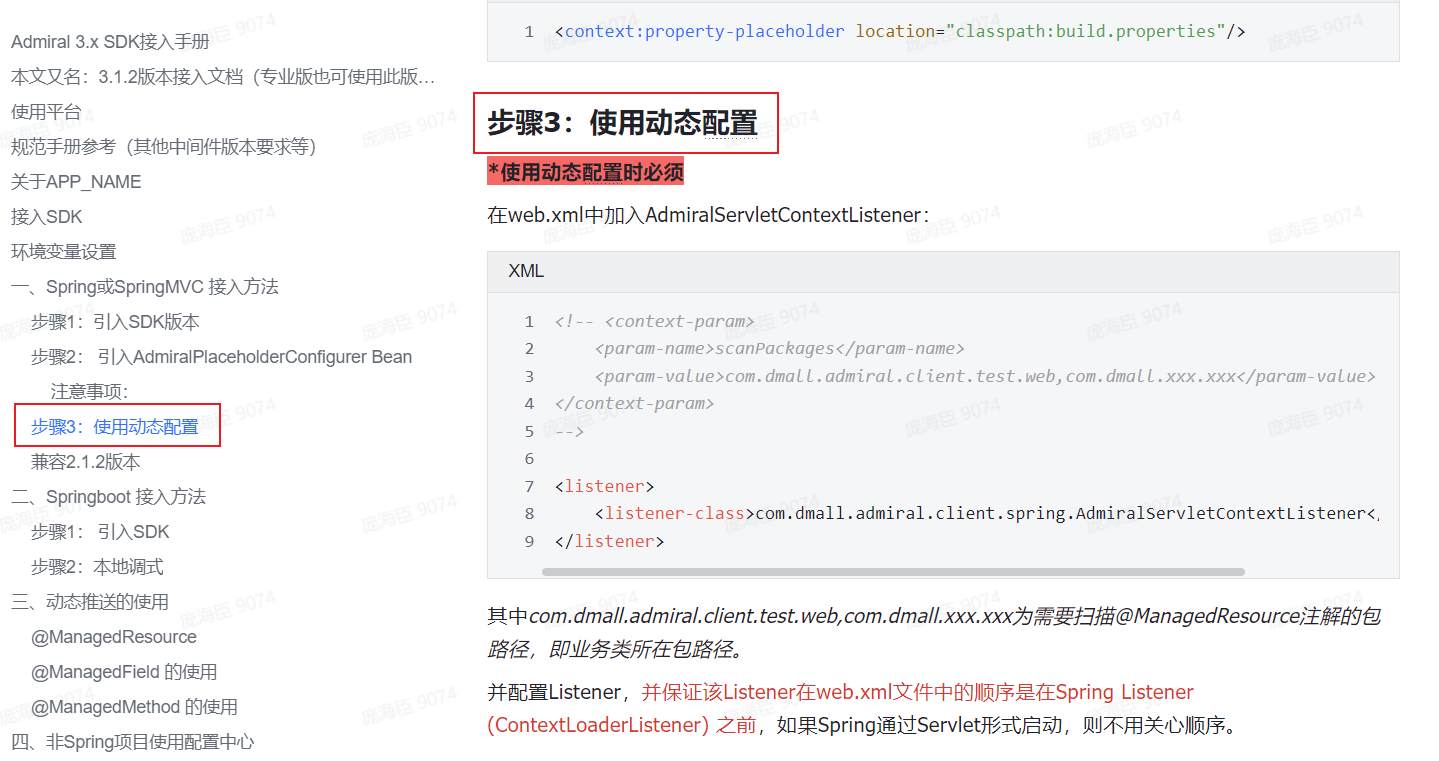 Admiral 3.x SDK接入手册
本文又名：3.1.2版本接入文档（专业版也可使用此版…
使用平台
规范手册参考（其他中间件版本要求等）
关于APP_NAME
接入SDK
环境变量设置
一、Spring或SpringMVC 接入方法
步骤1：引入SDK版本
步骤2： 引入AdmiralPlaceholderConfigurer Bean
注意事项：
步骤3：使用动态配置
兼容2.1.2版本
二、Springboot 接入方法
步骤1： 引入SDK
步骤2：本地调式
三、动态推送的使用
@ManagedResource
@ManagedField 的使用
@ManagedMethod 的使用
四、非Spring项目使用配置中心
1 <context:property-placeholder location="classpath:build.properties"/>
步骤3：使用动态配置
*使用动态配置时必须
在web.xml中加入AdmiralServletContextListener：
XML
1 <!-- <context-param>
2 <param-name>scanPackages</param-name>
3 <param-value>com.dmall.admiral.client.test.web,com.dmall.xxx.xxx</param-value>
4 </context-param>
5 -->
6
7 <listener>
8 <listener-class>com.dmall.admiral.client.spring.AdmiralServletContextListener</
9 </listener>
其中com.dmall.admiral.client.test.web,com.dmall.xxx.xxx为需要扫描@ManagedResource注解的包
路径，即业务类所在包路径。
并配置Listener，并保证该Listener在web.xml文件中的顺序是在Spring Listener
(ContextLoaderListener) 之前，如果Spring通过Servlet形式启动，则不用关心顺序。
庞海臣 9074